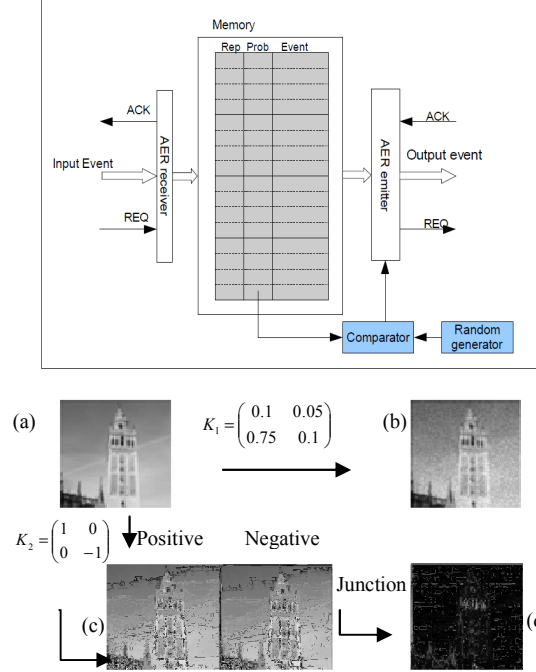 Memory
Rep Prob Event
ACK
Input Event
REQ
AER receiver
AER emitter
ACK
Output event
REQ
Comparator
Random
generator
(a)
K₁ = (0.1 0.05
0.75 0.1)
(b)
K₂ = (1 0
0 −1)
Positive Negative
(c)
Junction